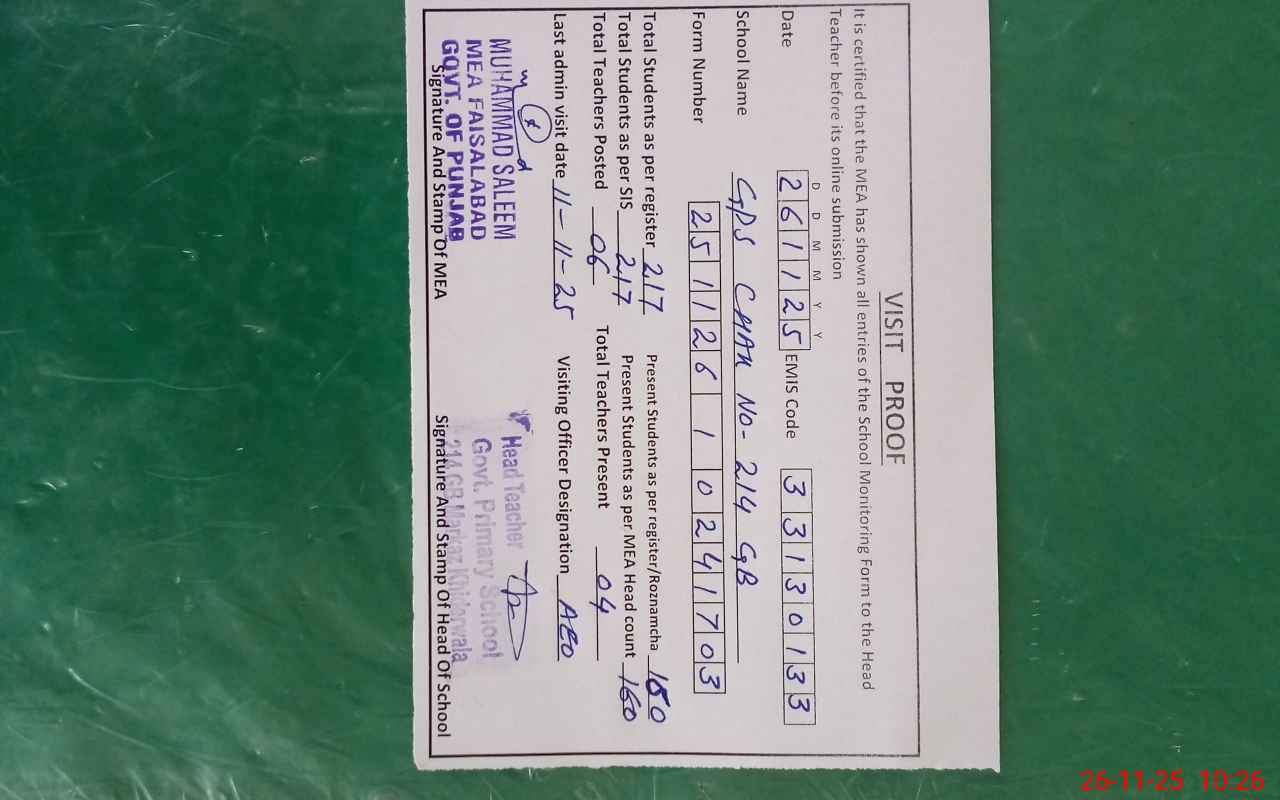 VISIT PROOF
It is certified that the MEA has shown all entries of the School Monitoring Form to the Head
Teacher before its online submission
D D M M Y Y
Date 2 6 1 1 2 5 EMIS Code 3 3 1 3 0 1 3 3
School Name GPS CHAK NO- 214 GB
Form Number 2 5 1 1 2 6 1 0 2 4 1 7 0 3
Total Students as per register 217 Present Students as per register/Roznamcha 160
Total Students as per SIS 217 Present Students as per MEA Head count 160
Total Teachers Posted 06 Total Teachers Present 04
Last admin visit date 11-11-25 Visiting Officer Designation AEO
MUHAMMAD SALEEM Head Teacher
MEA FAISALABAD Govt. Primary School
GOVT. OF PUNJAB 214 GB Markaz Khiderwala
Signature And Stamp Of MEA Signature And Stamp Of Head Of School
26-11-25 10:26